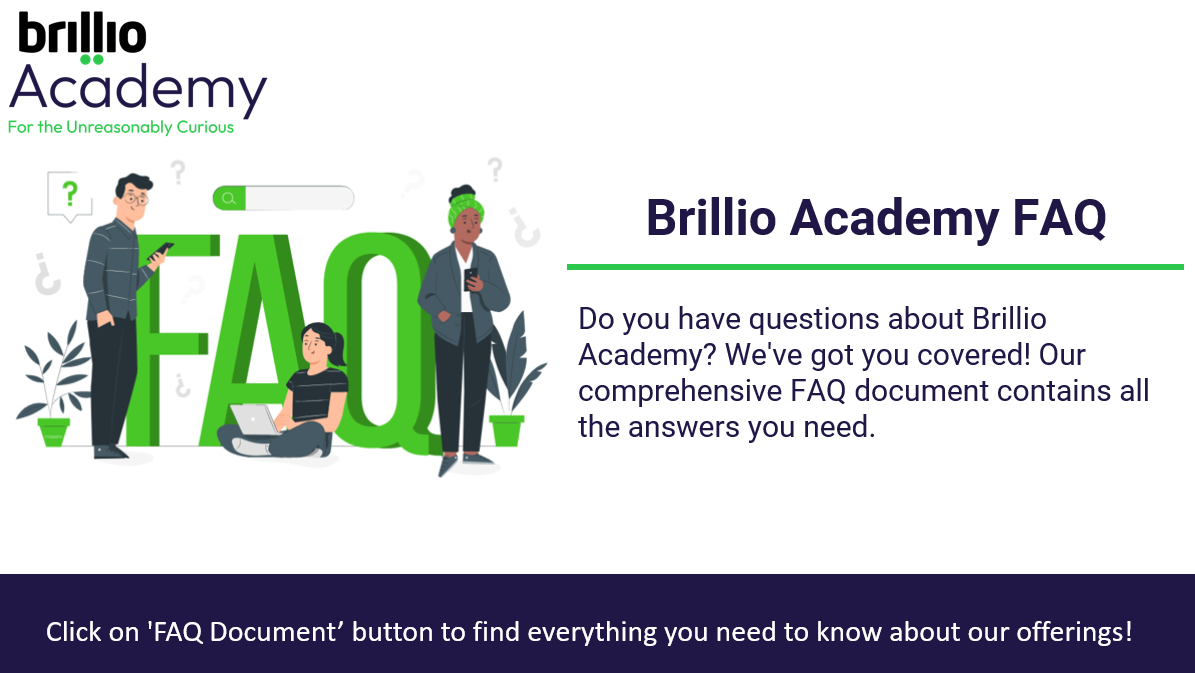 brillio
Academy
For the Unreasonably Curious
?
?
?
?
¿
¿
FAQ
?
¿
Brillio Academy FAQ
Do you have questions about Brillio
Academy? We've got you covered! Our
comprehensive FAQ document contains all
the answers you need.
Click on 'FAQ Document’ button to find everything you need to know about our offerings!